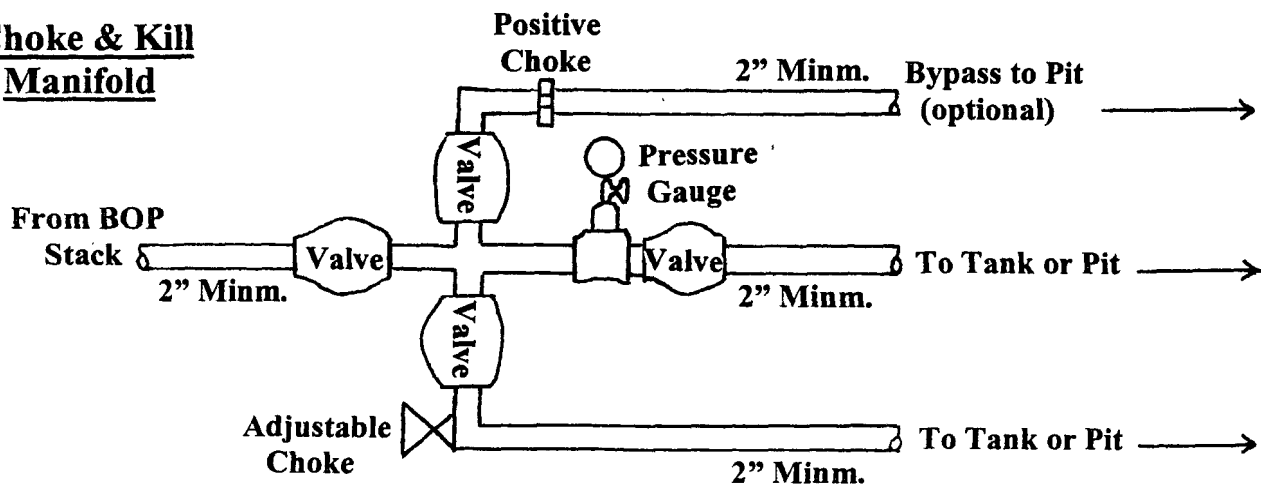 hoke & Kill
Manifold
Positive
Choke
2” Minm.
Bypass to Pit
(optional)
Valve
Pressure
Gauge
From BOP
Stack
Valve
Valve
To Tank or Pit
2” Minm.
2” Minm.
Valve
Adjustable
Choke
To Tank or Pit
2” Minm.